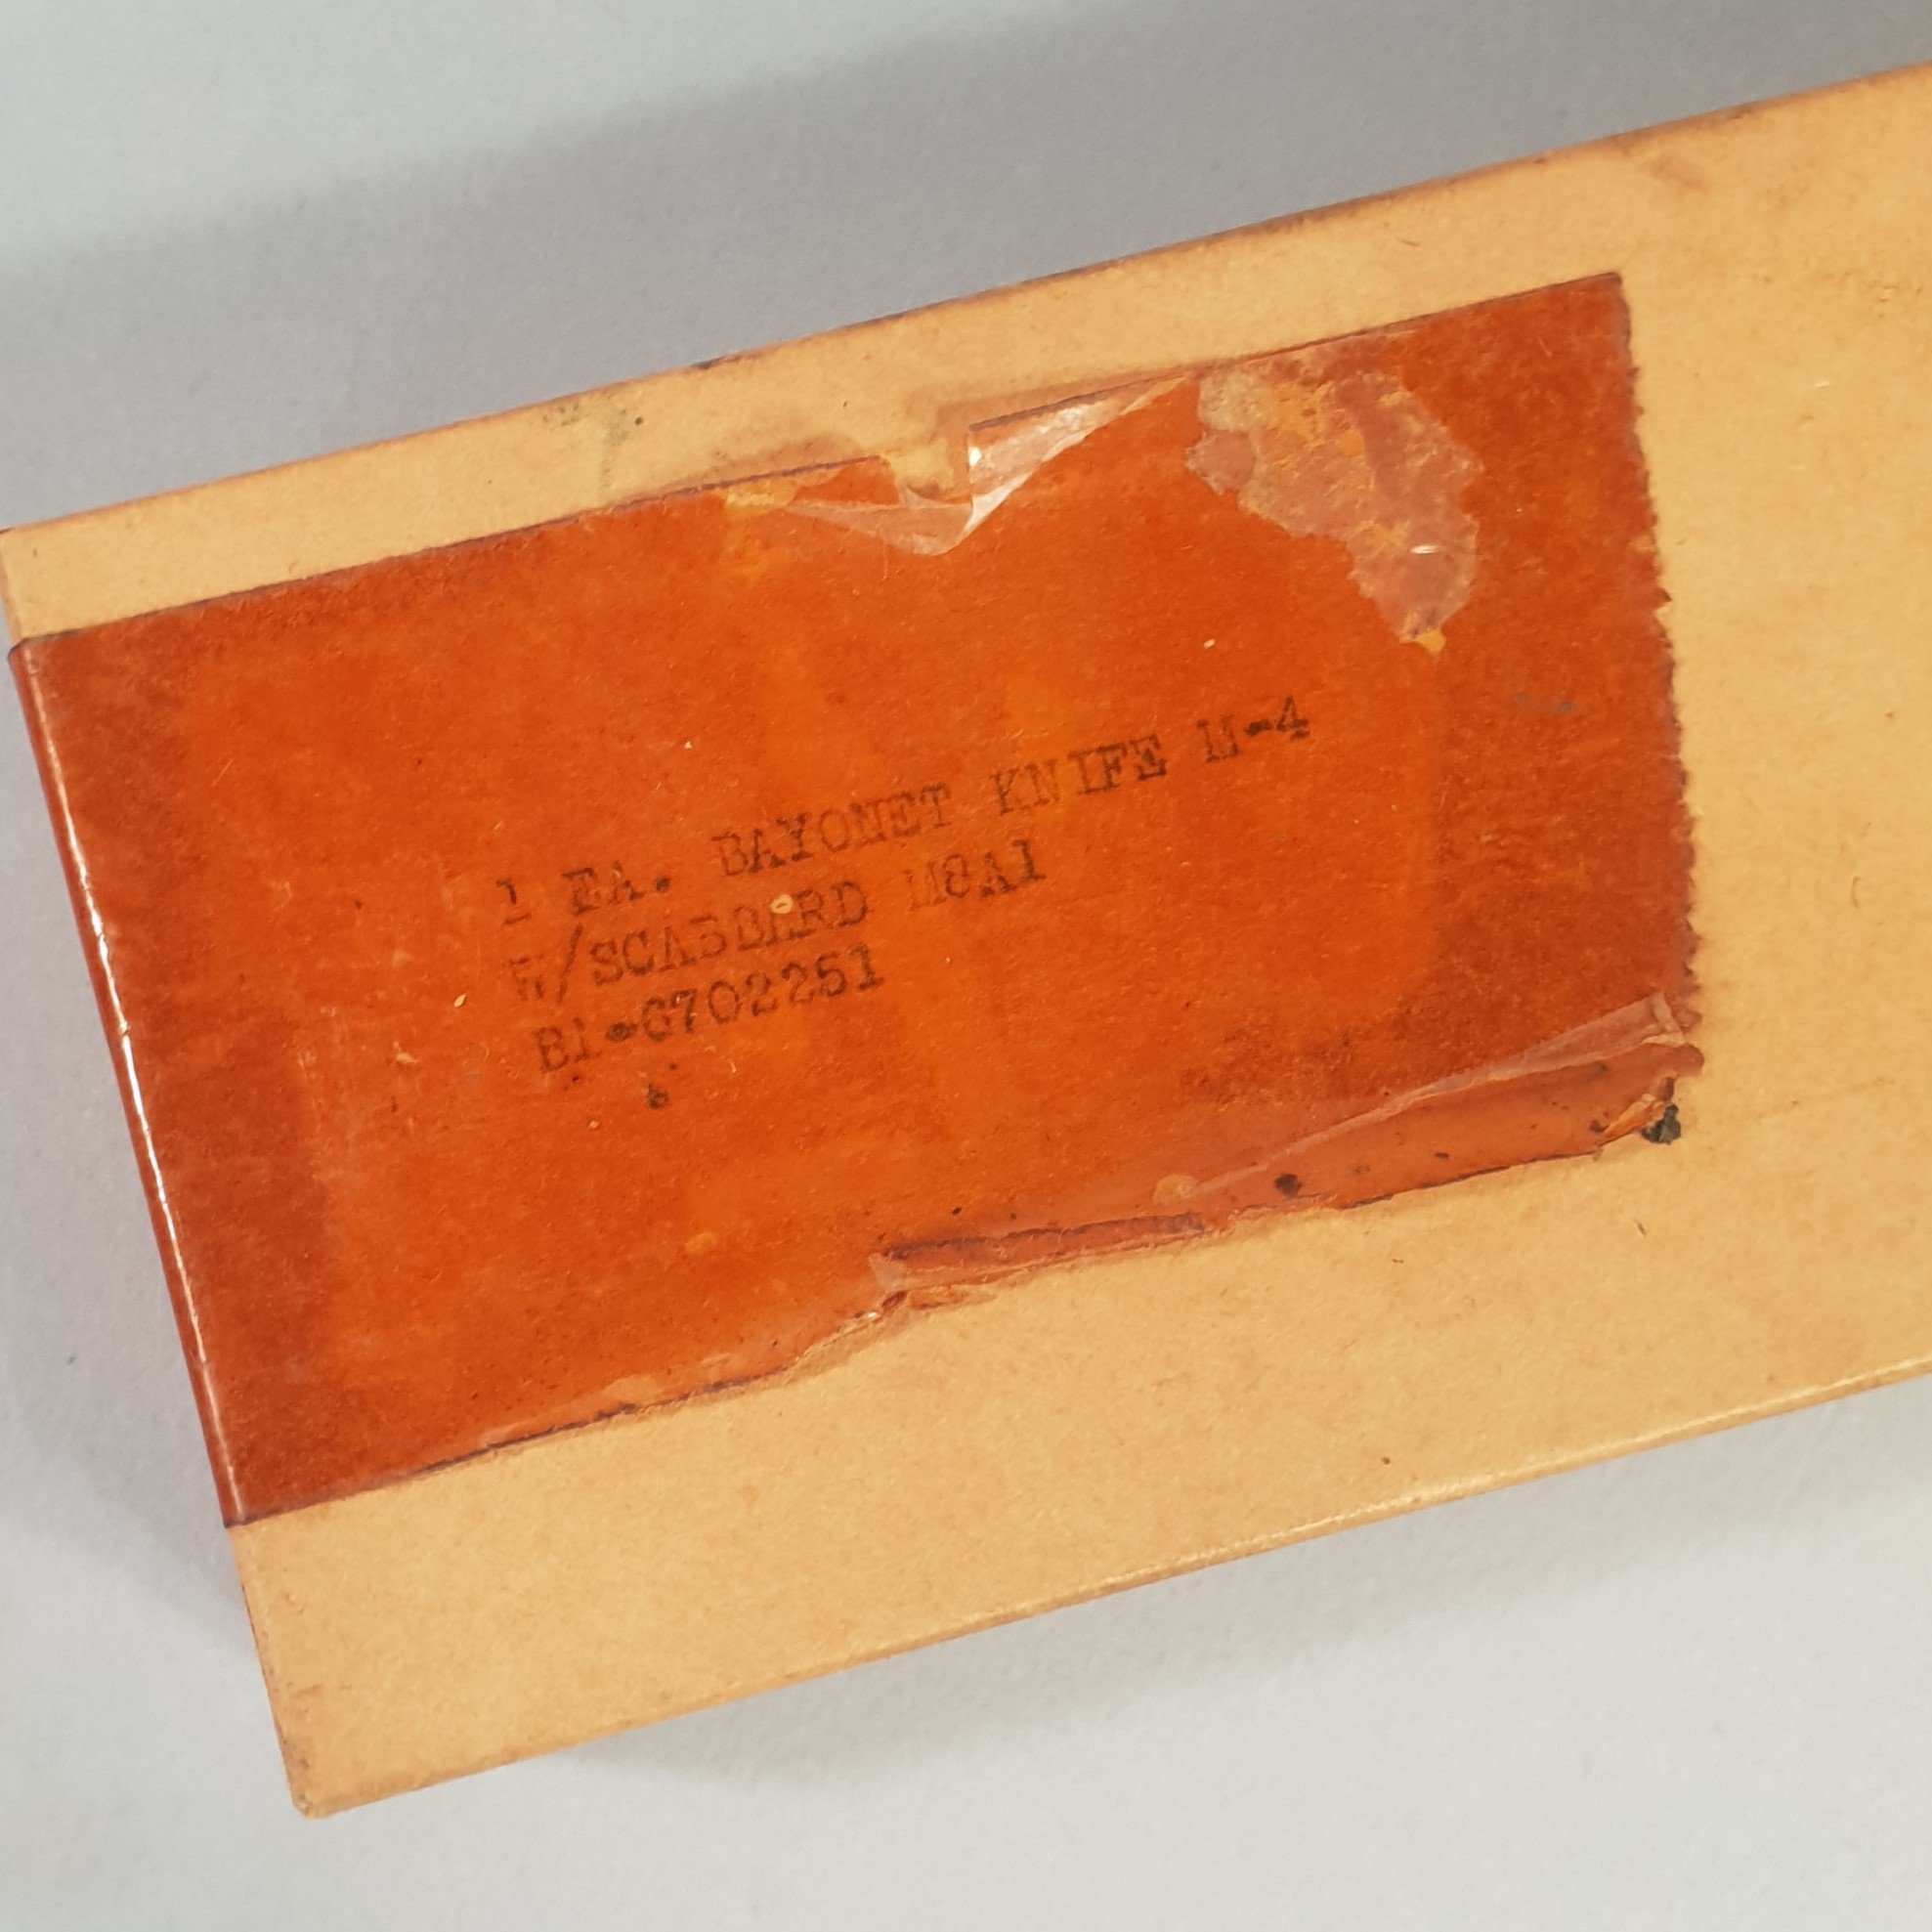 1 EA. BAYONET KNIFE M-4
W/SCABBARD M8A1
B1-6702251